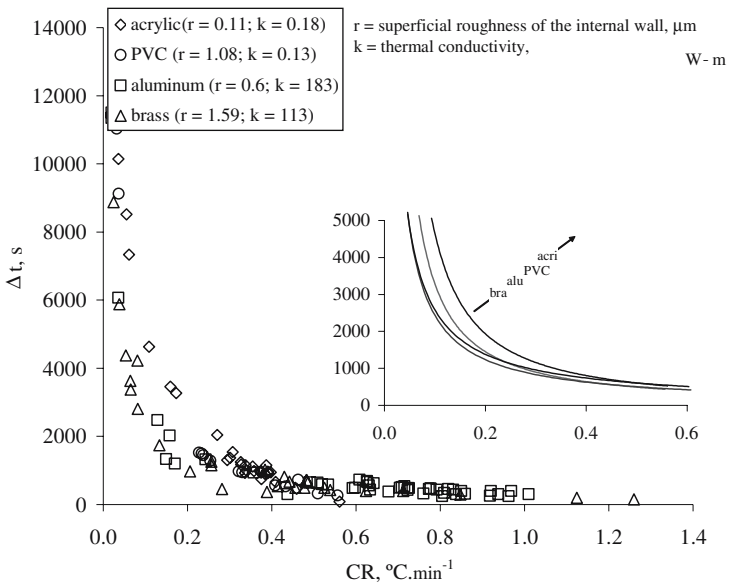 14000
12000
10000
8000
6000
4000
2000
0
Δt, s
acrylic(r = 0.11; k = 0.18)
PVC (r = 1.08; k = 0.13)
aluminum (r = 0.6; k = 183)
brass (r = 1.59; k = 113)
r = superficial roughness of the internal wall, μm
k = thermal conductivity,
W- m
5000
4000
3000
2000
1000
0
bra
alu
PVC
acri
0.0 0.2 0.4 0.6
0.0 0.2 0.4 0.6 0.8 1.0 1.2 1.4
CR, ºC.min⁻¹